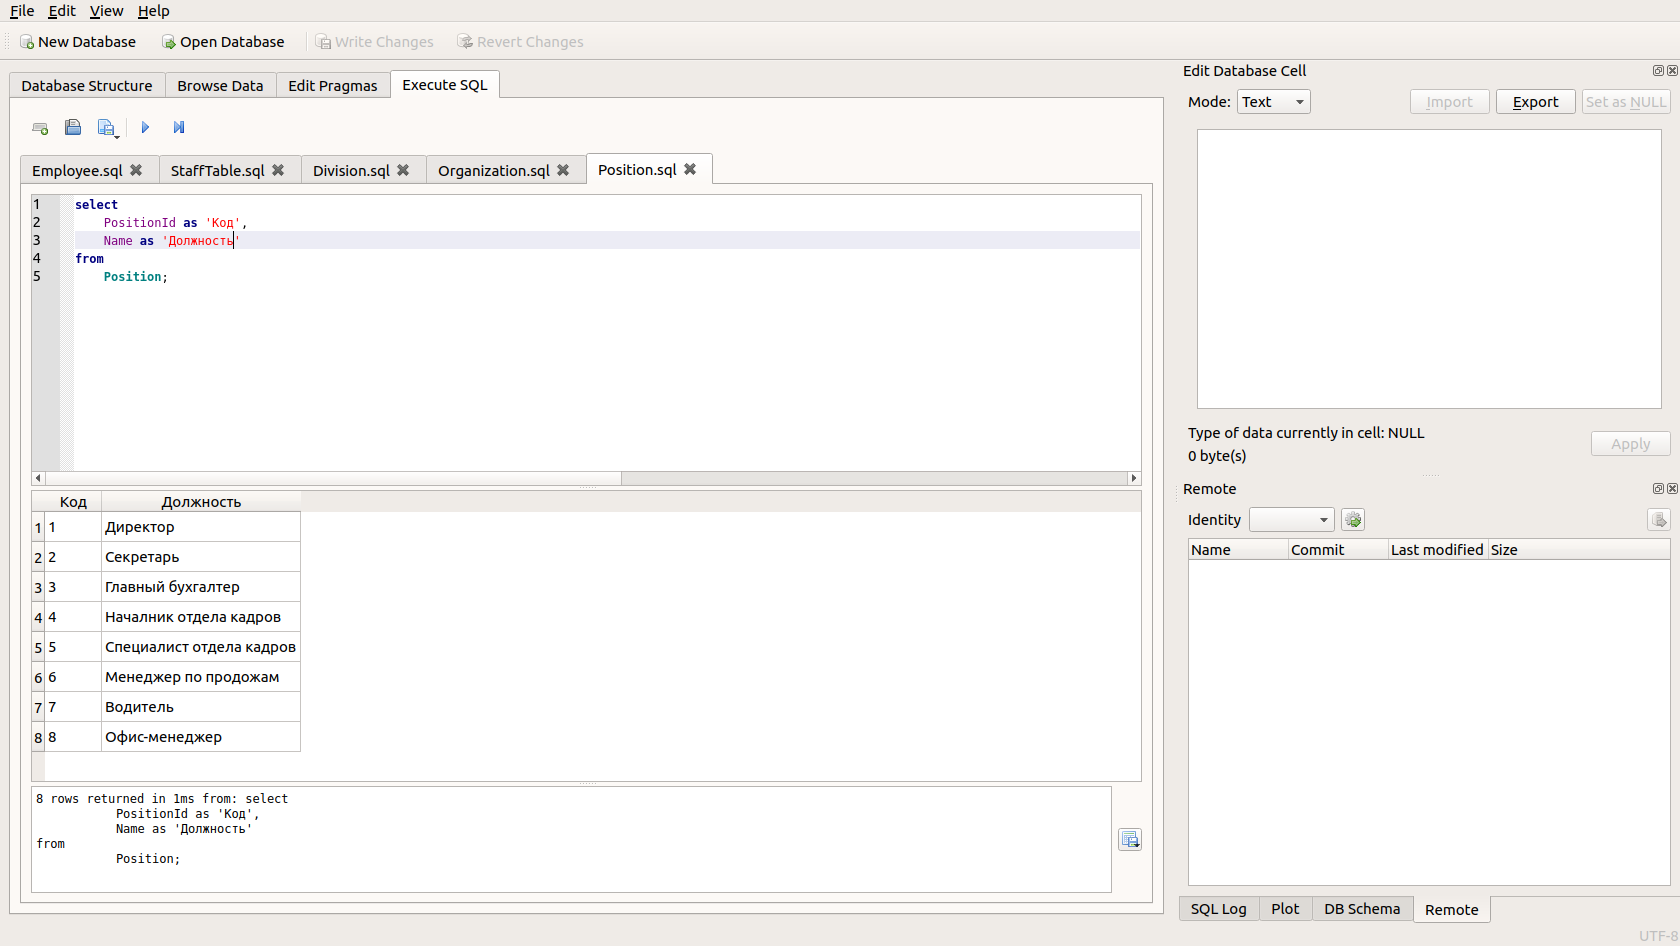 File Edit View Help
New Database Open Database Write Changes Revert Changes
Database Structure Browse Data Edit Pragmas Execute SQL
Employee.sql StaffTable.sql Division.sql Organization.sql Position.sql
1 select
2 PositionId as 'Код',
3 Name as 'Должность'
4 from
5 Position;
Код Должность
1 1 Директор
2 2 Секретарь
3 3 Главный бухгалтер
4 4 Началник отдела кадров
5 5 Специалист отдела кадров
6 6 Менеджер по продожам
7 7 Водитель
8 8 Офис-менеджер
8 rows returned in 1ms from: select
PositionId as 'Код',
Name as 'Должность'
from
Position;
Edit Database Cell
Mode: Text Import Export Set as NULL
Type of data currently in cell: NULL
0 byte(s)
Apply
Remote
Identity
Name Commit Last modified Size
SQL Log Plot DB Schema Remote
UTF-8